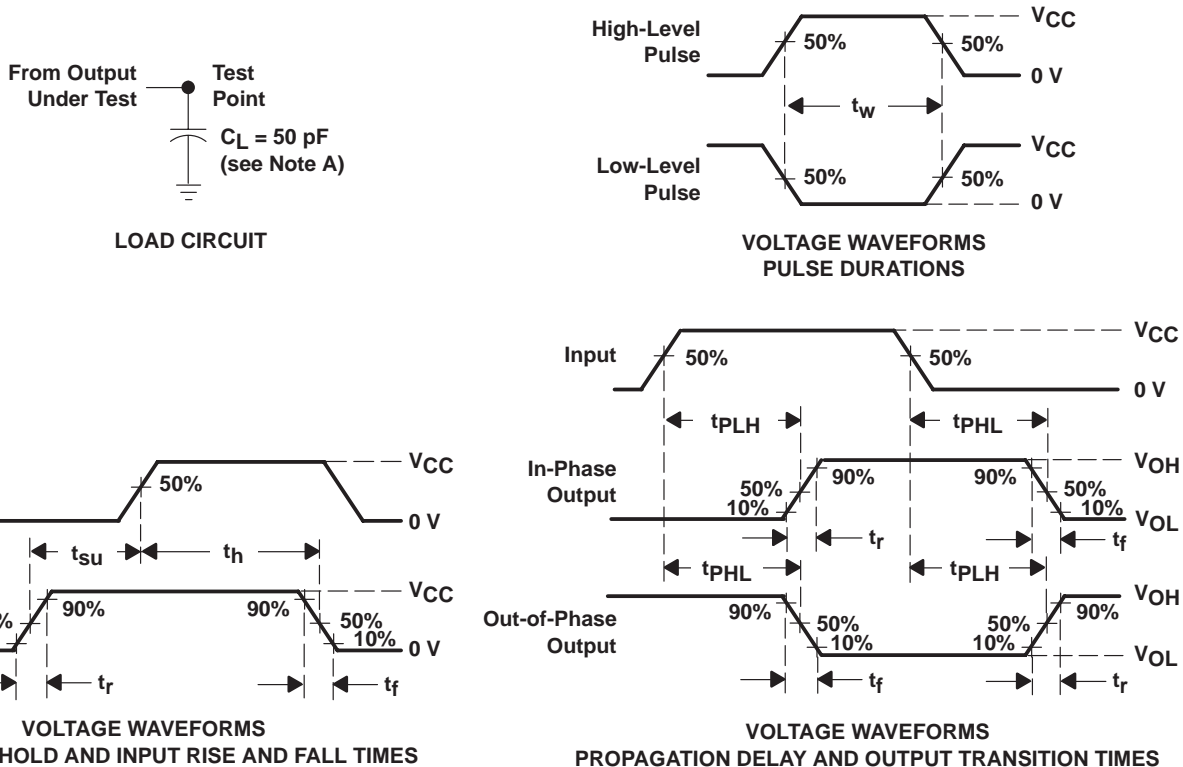 From Output
Under Test
Test
Point
CL = 50 pF
(see Note A)
LOAD CIRCUIT
High-Level
Pulse
50%
50%
VCC
0 V
tw
Low-Level
Pulse
50%
50%
VCC
0 V
VOLTAGE WAVEFORMS
PULSE DURATIONS
50%
VCC
0 V
tsu
th
90%
90%
50%
10%
VCC
0 V
tr
tf
VOLTAGE WAVEFORMS
HOLD AND INPUT RISE AND FALL TIMES
Input
50%
50%
VCC
0 V
tPLH
tPHL
In-Phase
Output
50%
10%
90%
90%
50%
10%
VOH
VOL
tr
tf
tPHL
tPLH
Out-of-Phase
Output
90%
50%
10%
50%
10%
90%
VOH
VOL
tf
tr
VOLTAGE WAVEFORMS
PROPAGATION DELAY AND OUTPUT TRANSITION TIMES